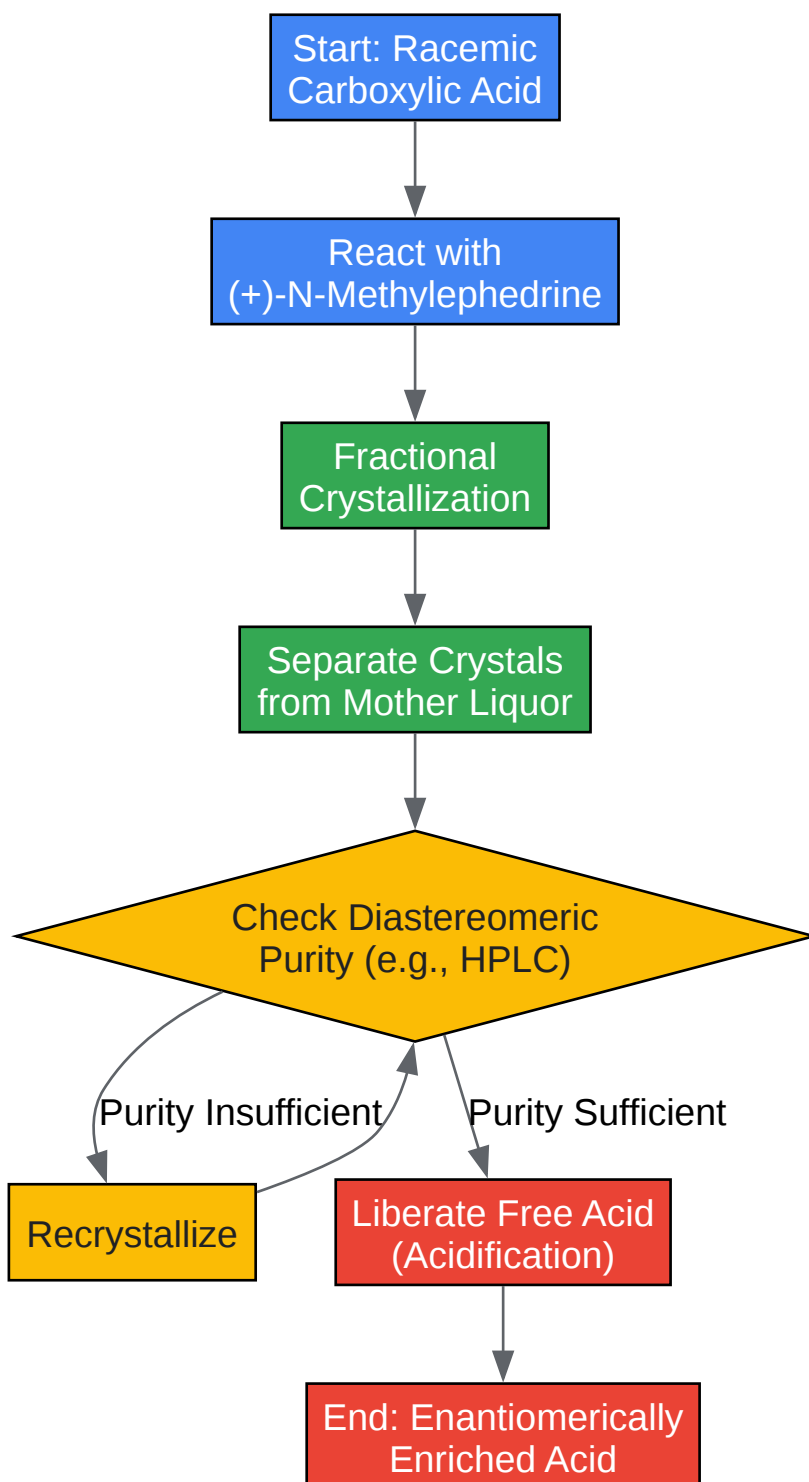 Start: Racemic
Carboxylic Acid
React with
(+)-N-Methylephedrine
Fractional
Crystallization
Separate Crystals
from Mother Liquor
Check Diastereomeric
Purity (e.g., HPLC)
Purity Insufficient
Purity Sufficient
Recrystallize
Liberate Free Acid
(Acidification)
End: Enantiomerically
Enriched Acid